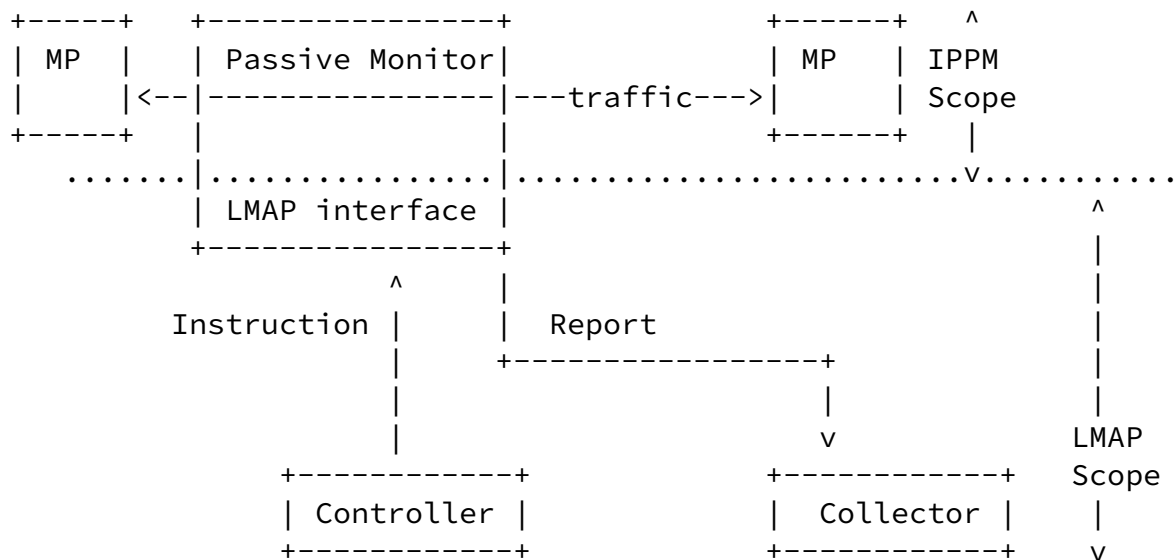 +-----+   +----------------+                 +------+    ^
| MP  |   | Passive Monitor|                 | MP   | IPPM
|     |<--|----------------|---traffic--->|      | Scope
+-----+   |                |                 +------+    |
   .......|................|..........................v...........
          | LMAP interface |                                ^
          +----------------+                                |
                    ^      |                                |
        Instruction |      |  Report                        |
                    |      +-----------------+              |
                    |                        |              |
                    |                        v            LMAP
              +------------+             +------------+   Scope
              | Controller |             |  Collector |     |
              +------------+             +------------+     v